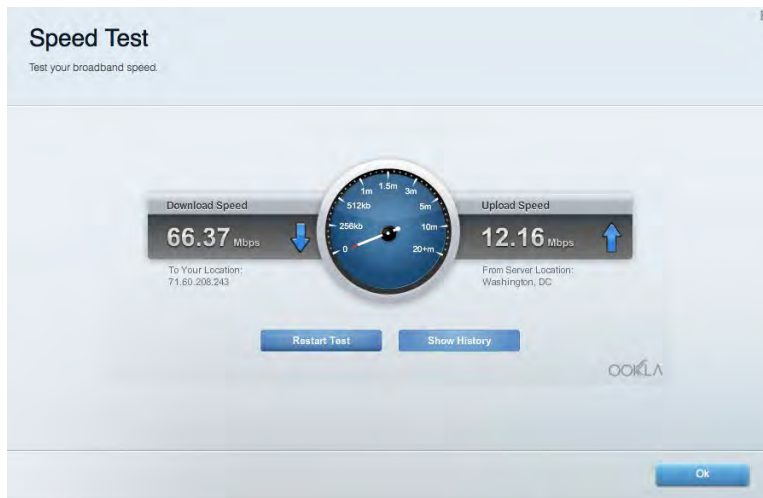 Speed Test
Test your broadband speed.
Download Speed
66.37 Mbps
To Your Location:
71.60.208.243
0
256kb
512kb
1m
1.5m
3m
5m
10m
20+m
Upload Speed
12.16 Mbps
From Server Location:
Washington, DC
Restart Test
Show History
OOKLA
Ok